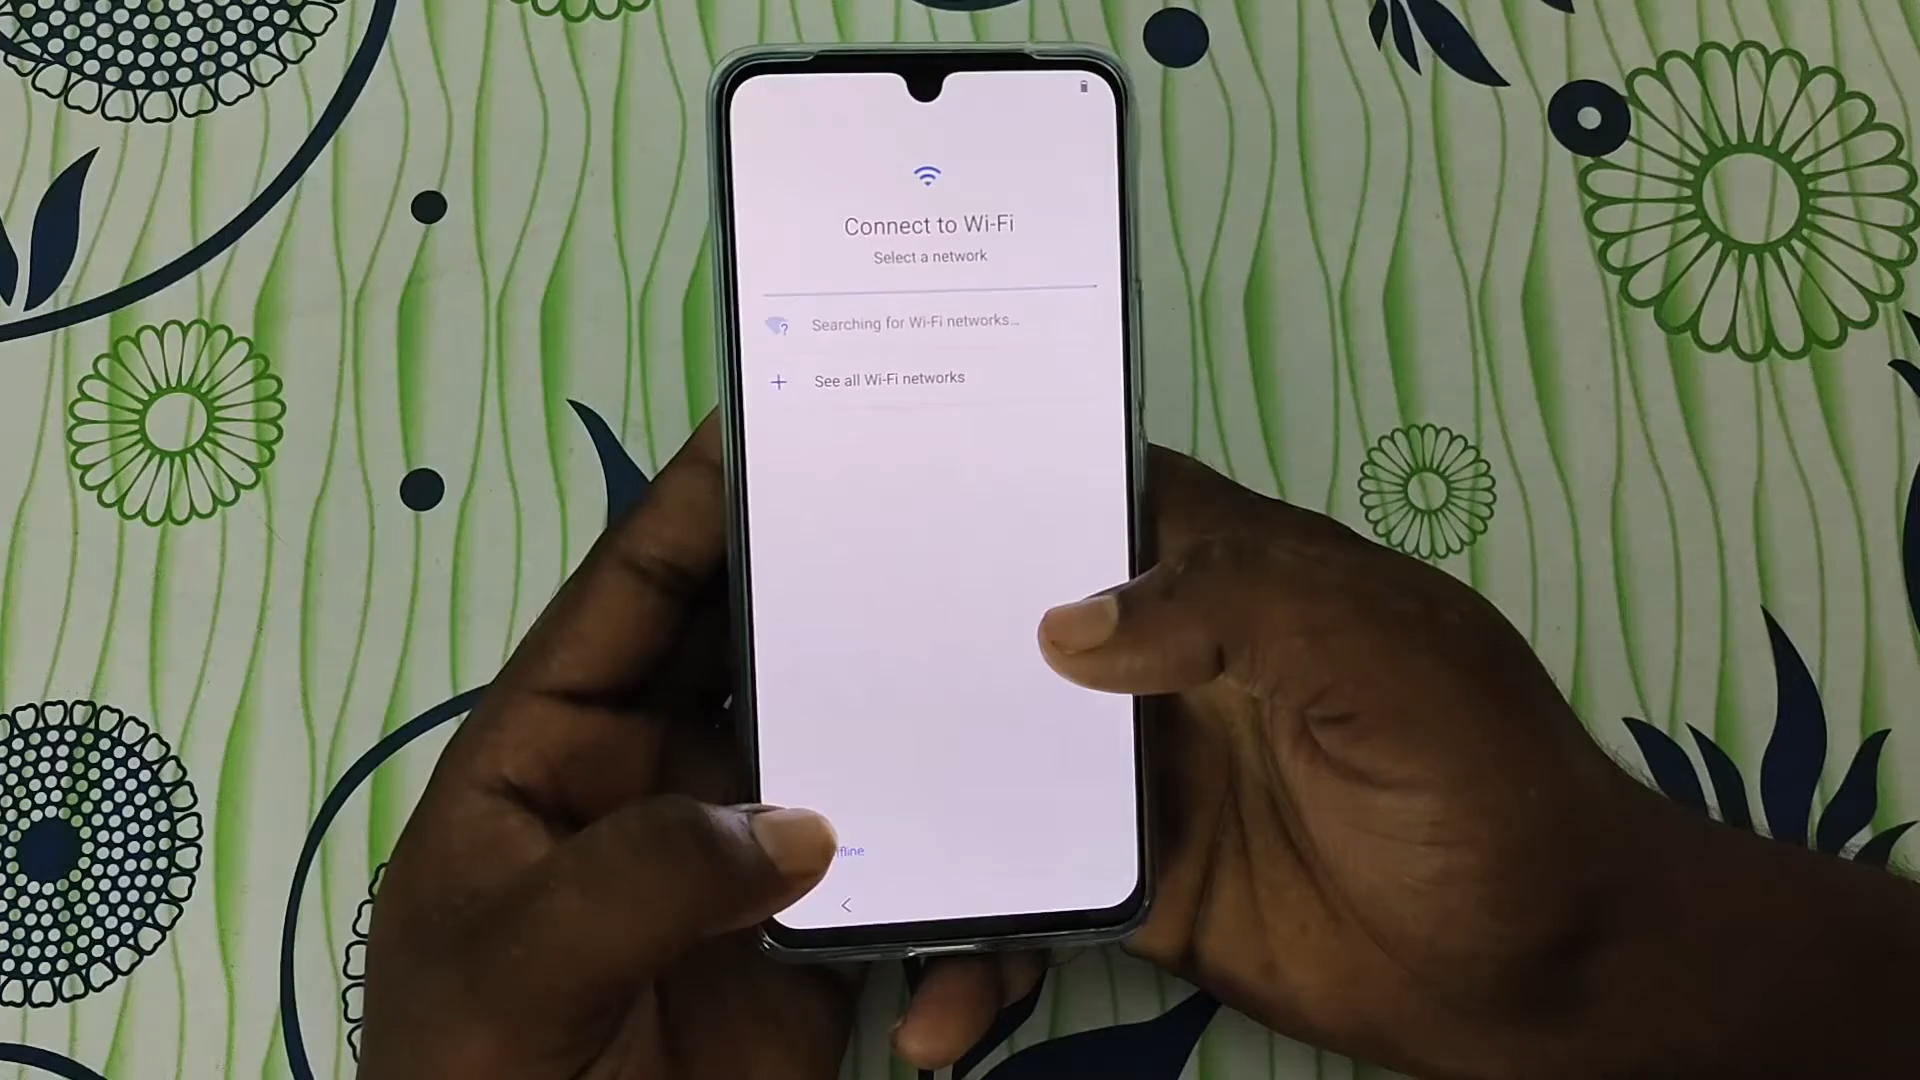 Connect to Wi-Fi
Select a network
Searching for Wi-Fi networks...
See all Wi-Fi networks